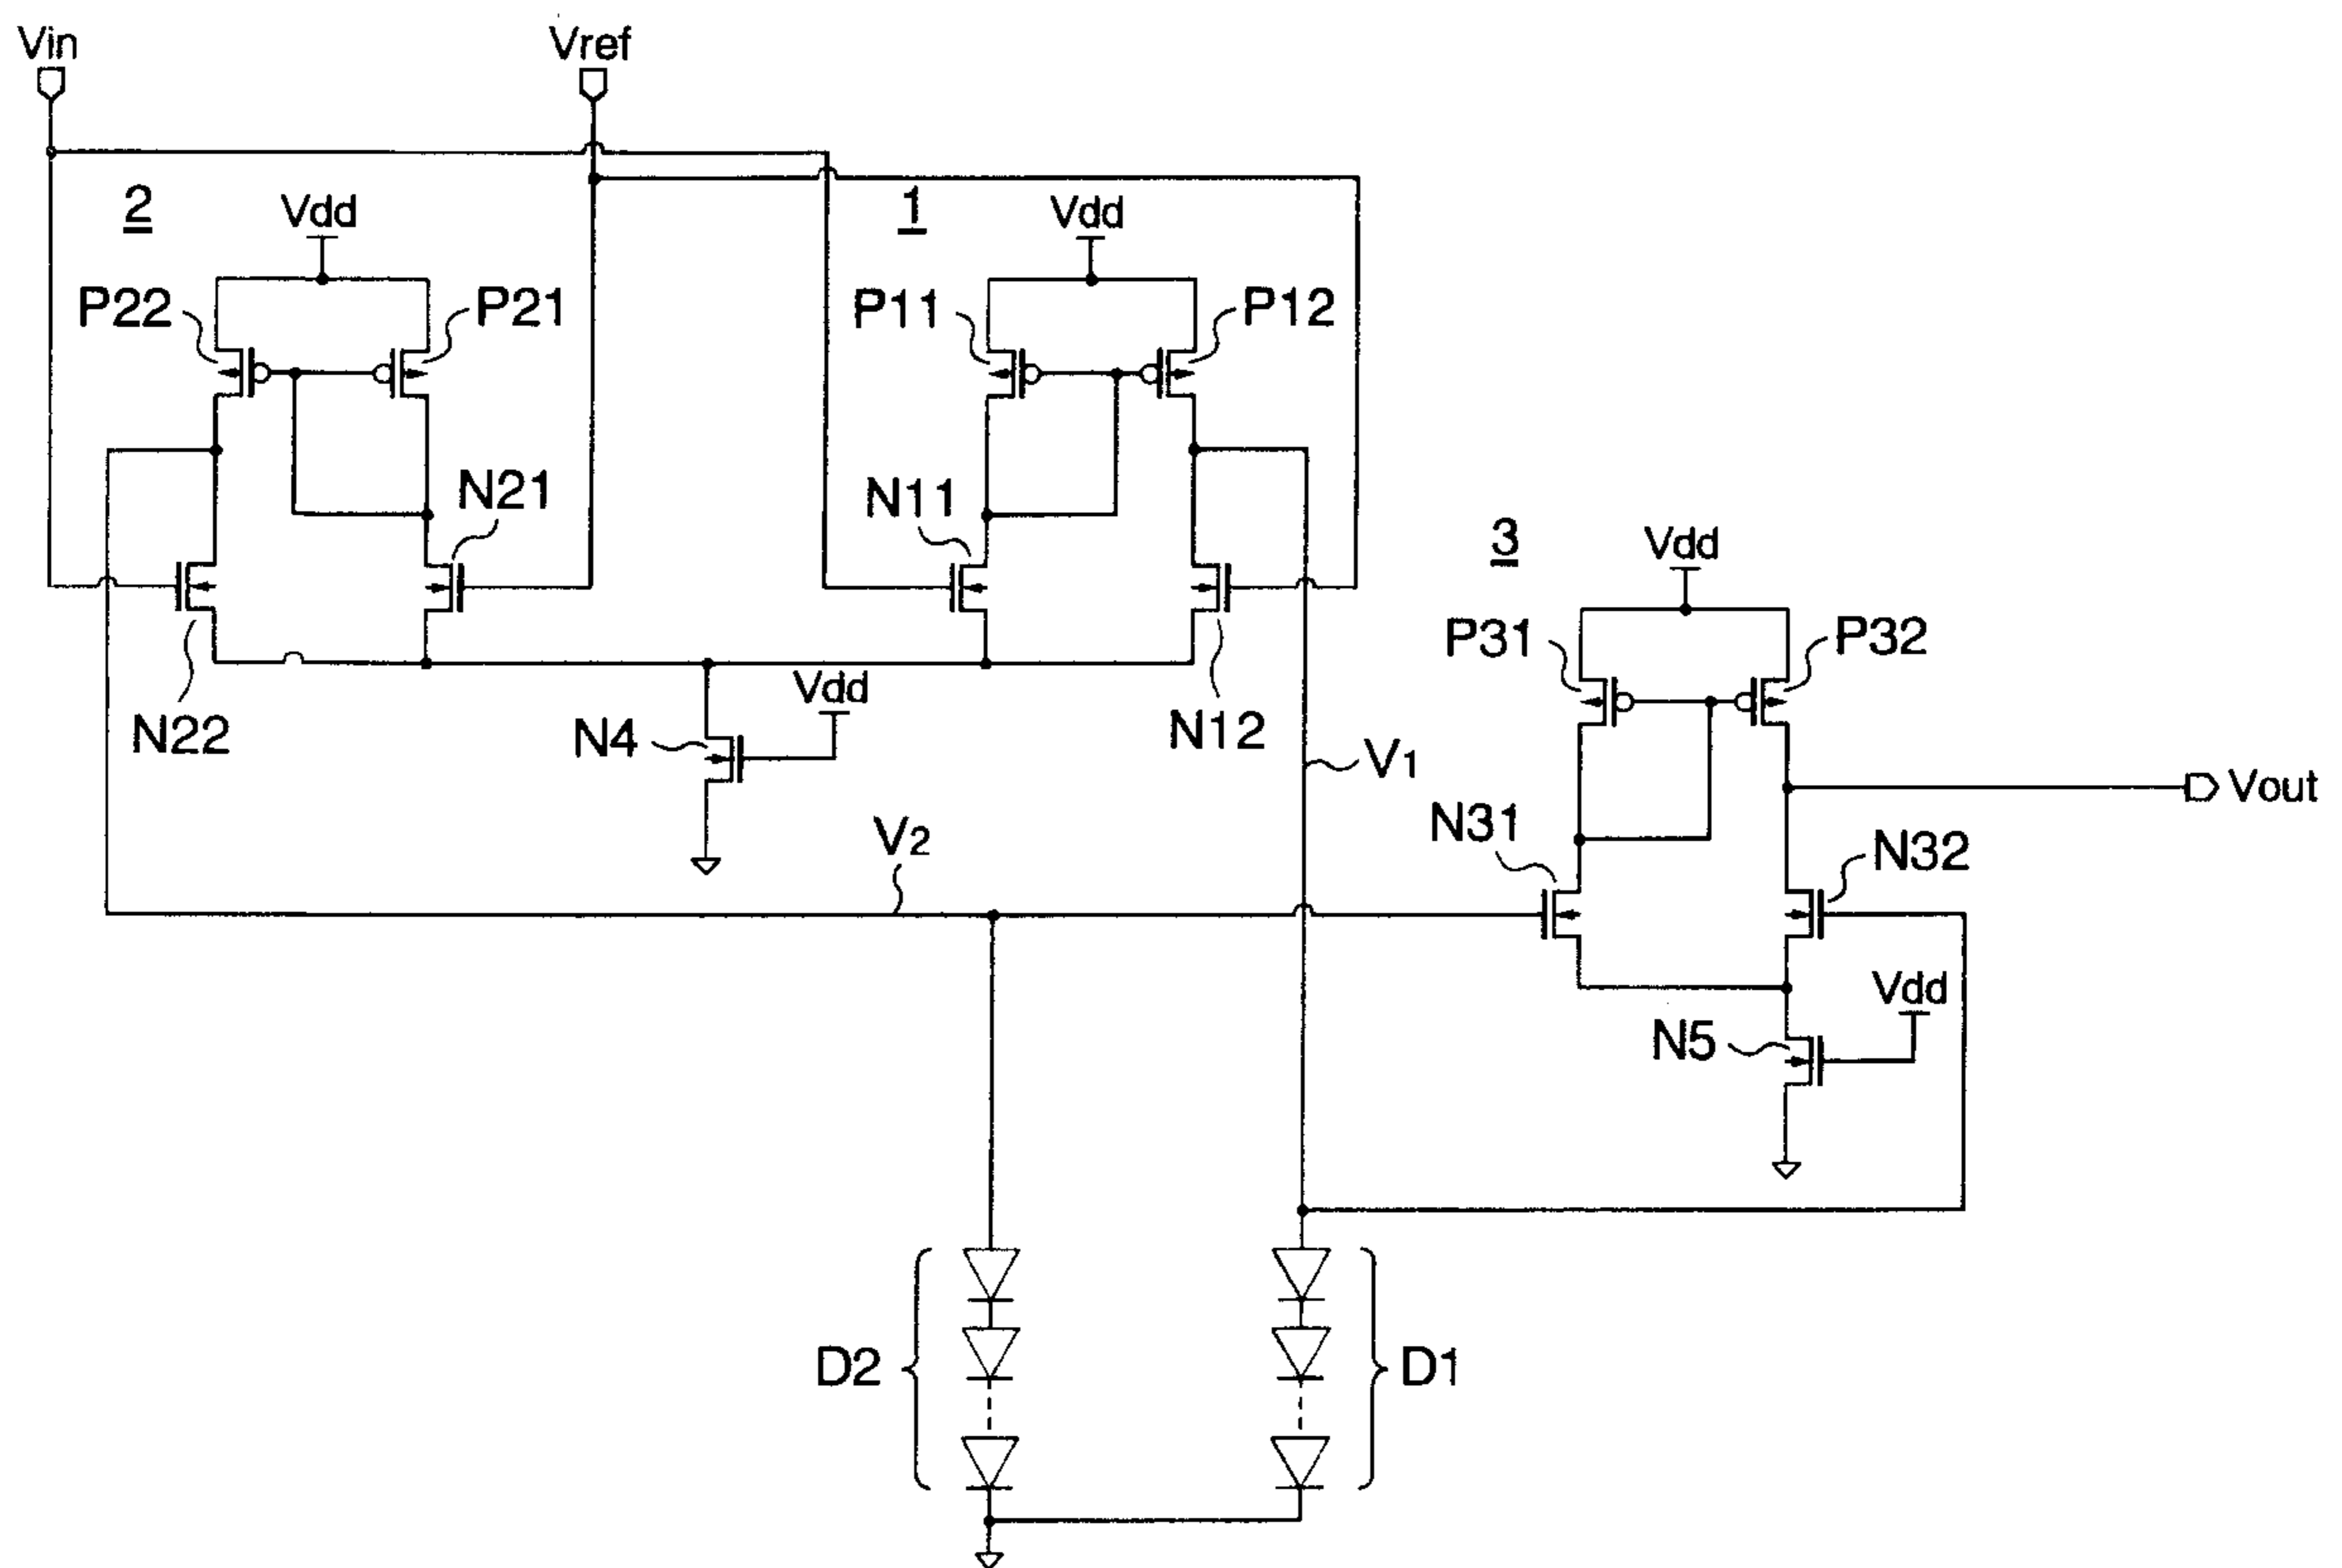 Vin
Vref
2
Vdd
1
Vdd
P22
P21
P11
P12
N21
N11
3
Vdd
P31
P32
N22
N4
Vdd
N12
V1
Vout
V2
N31
N32
Vdd
N5
D2
D1